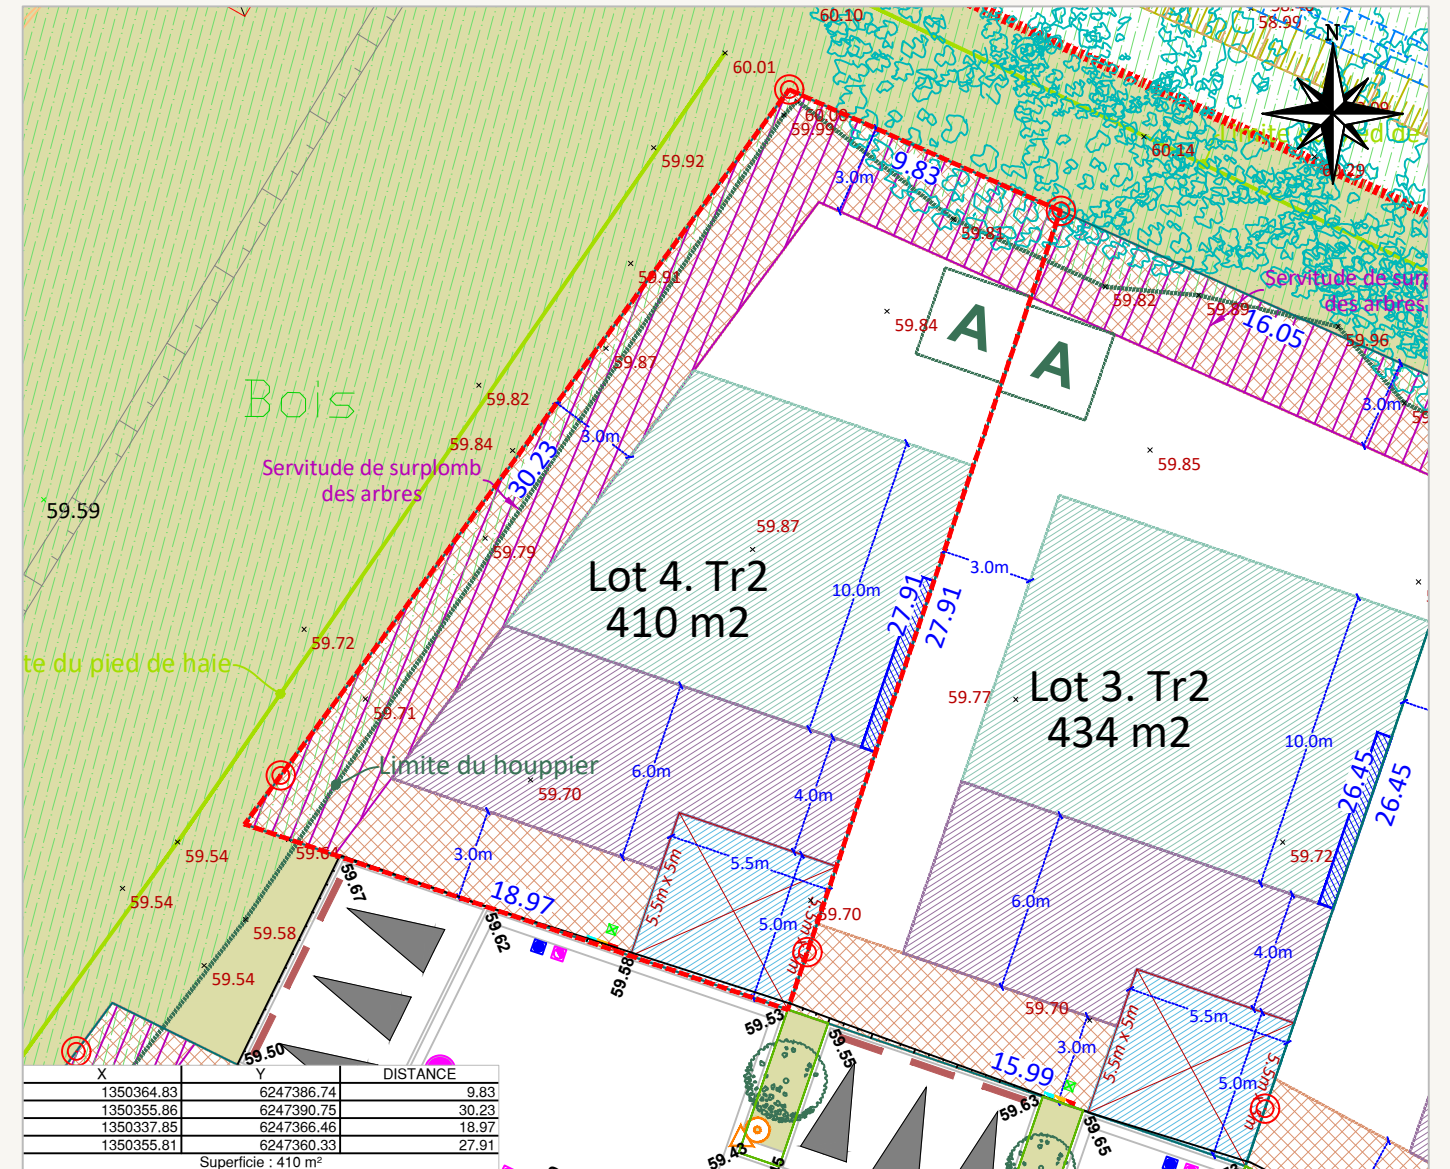 60.10
58.99
N
60.01
60.00
59.99
59.92
9.83
3.0m
60.14
60.29
59.81
59.91
Servitude de sur
des arbres
59.82
59.89
16.05
59.84
A
A
59.96
59.87
Bois
59.82
3.0m
3.0m
59.84
30.23
59.85
Servitude de surplomb
des arbres
59.59
59.87
59.79
3.0m
Lot 4. Tr2
410 m2
10.0m
27.91
27.91
59.72
te du pied de haie
59.77
Lot 3. Tr2
434 m2
59.71
10.0m
Limite du houppier
6.0m
59.70
4.0m
26.45
26.45
59.54
59.64
3.0m
5.5m x 5m
5.5m
59.72
59.67
18.97
59.54
5.0m
59.70
6.0m
59.58
59.62
59.58
4.0m
59.54
59.70
5.5m x 5m
5.5m
59.53
59.55
3.0m
59.50
15.99
5.0m
59.63
59.65
59.43
X Y DISTANCE
1350364.83 6247386.74 9.83
1350355.86 6247390.75 30.23
1350337.85 6247366.46 18.97
1350355.81 6247360.33 27.91
Superficie : 410 m²